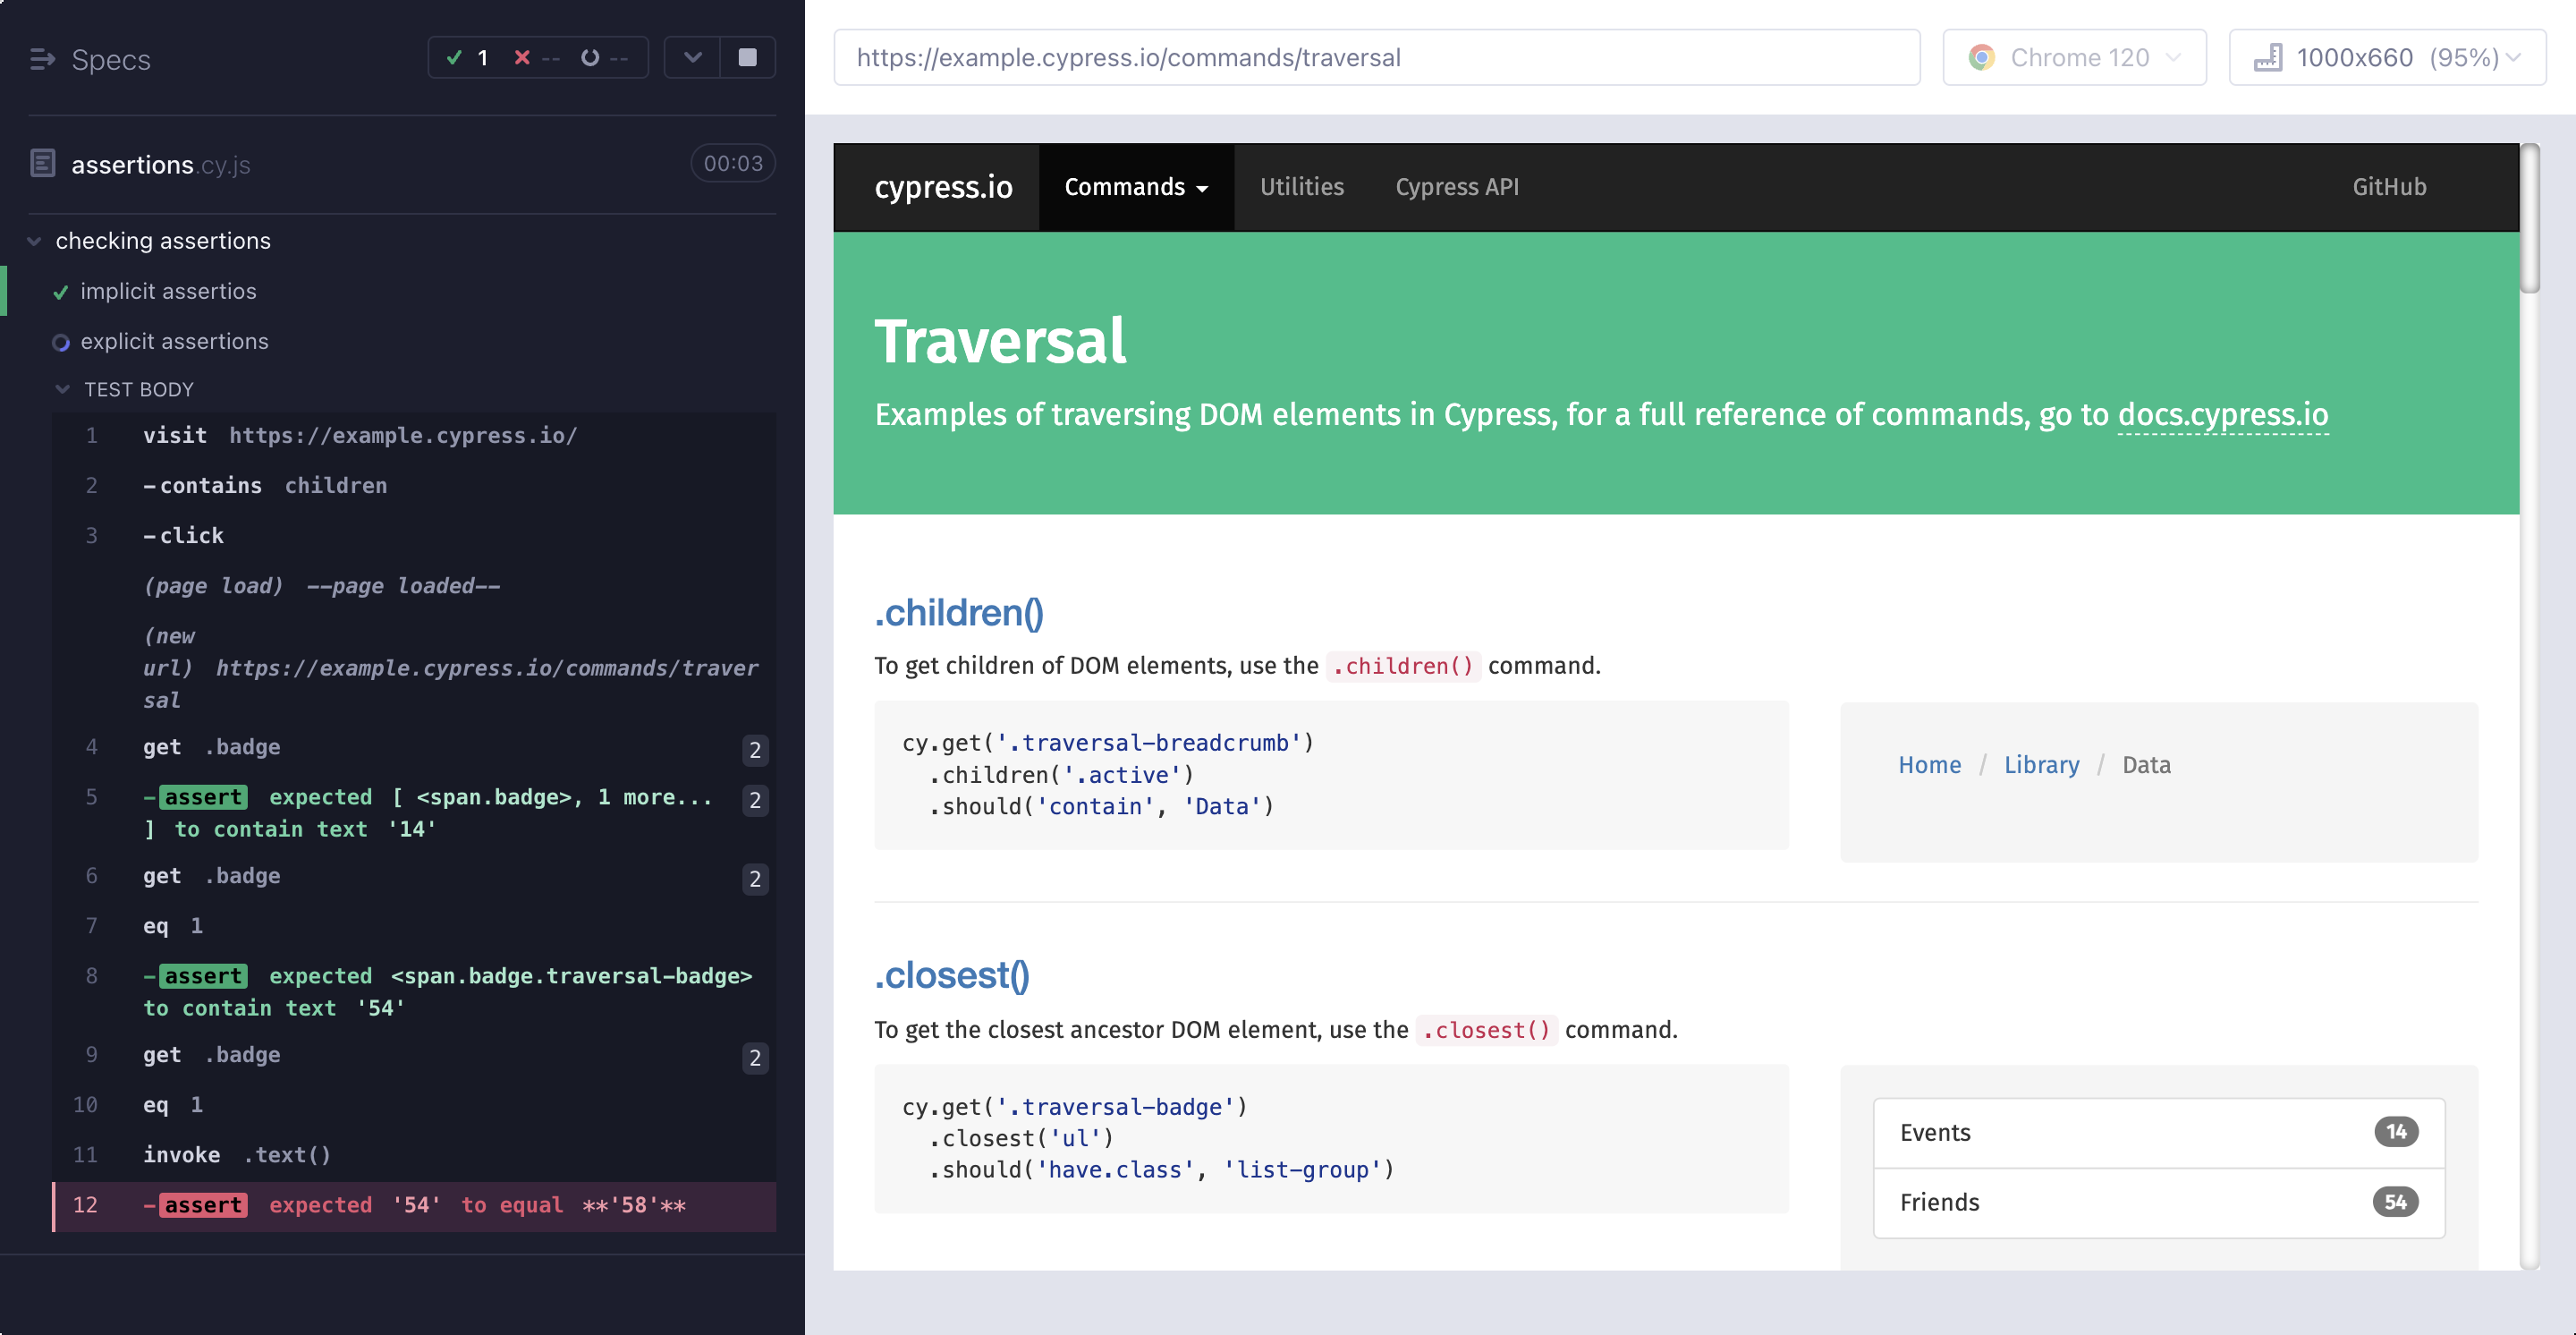 Specs
1 -- --
assertions.cy.js
00:03
checking assertions
implicit assertios
explicit assertions
TEST BODY
1 visit https://example.cypress.io/
2 -contains children
3 -click
(page load) --page loaded--
(new
url) https://example.cypress.io/commands/traver
sal
4 get .badge 2
5 -assert expected [ <span.badge>, 1 more... 2
] to contain text '14'
6 get .badge 2
7 eq 1
8 -assert expected <span.badge.traversal-badge>
to contain text '54'
9 get .badge 2
10 eq 1
11 invoke .text()
12 -assert expected '54' to equal **'58'**
https://example.cypress.io/commands/traversal
Chrome 120
1000x660 (95%)
cypress.io Commands Utilities Cypress API GitHub
Traversal
Examples of traversing DOM elements in Cypress, for a full reference of commands, go to docs.cypress.io
.children()
To get children of DOM elements, use the .children() command.
cy.get('.traversal-breadcrumb')
.children('.active')
.should('contain', 'Data')
Home / Library / Data
.closest()
To get the closest ancestor DOM element, use the .closest() command.
cy.get('.traversal-badge')
.closest('ul')
.should('have.class', 'list-group')
Events 14
Friends 54